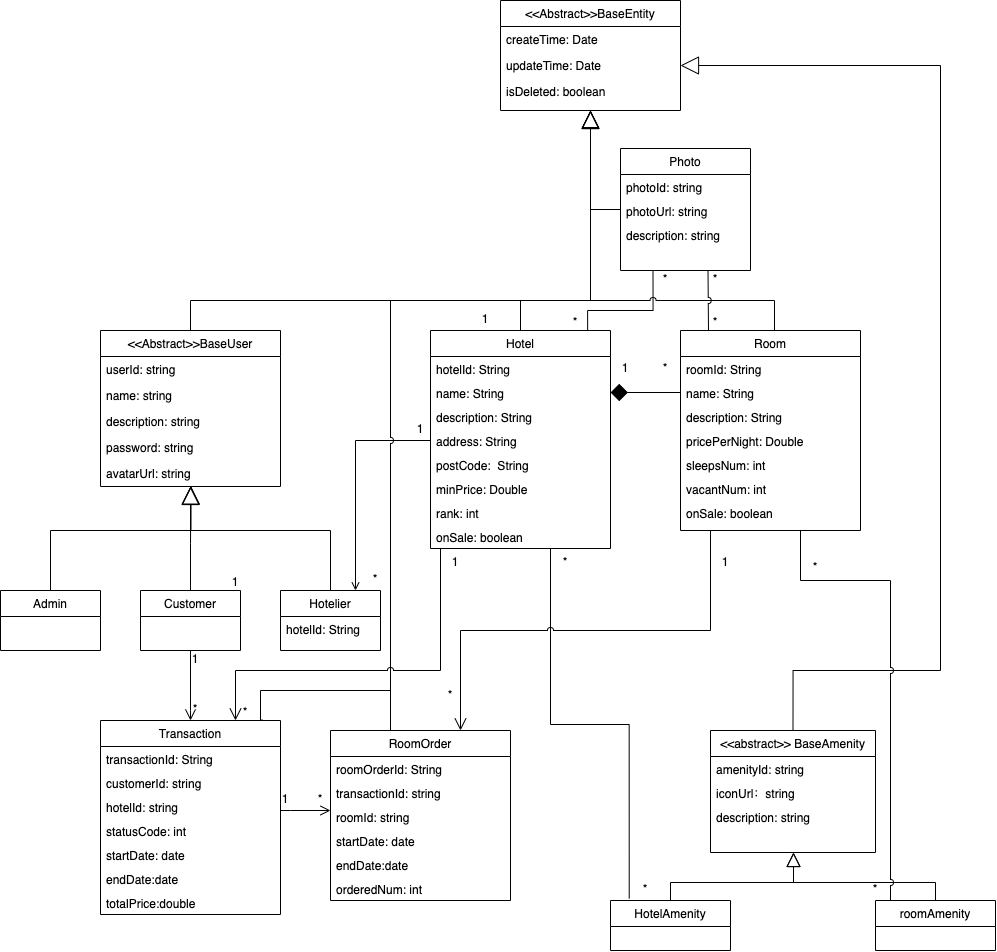 <<Abstract>>BaseEntity
createTime: Date
updateTime: Date
isDeleted: boolean
Photo
photoId: string
photoUrl: string
description: string
*
*
1
*
*
<<Abstract>>BaseUser
userId: string
name: string
description: string
password: string
avatarUrl: string
Hotel
hotelId: String
name: String
description: String
address: String
postCode: String
minPrice: Double
rank: int
onSale: boolean
1
*
Room
roomId: String
name: String
description: String
pricePerNight: Double
sleepsNum: int
vacantNum: int
onSale: boolean
1
1
*
1
*
1
*
Admin
Customer
Hotelier
hotelId: String
1
*
*
*
Transaction
transactionId: String
customerId: string
hotelId: string
statusCode: int
startDate: date
endDate:date
totalPrice:double
1
*
RoomOrder
roomOrderId: String
transactionId: string
roomId: string
startDate: date
endDate:date
orderedNum: int
<<abstract>> BaseAmenity
amenityId: string
iconUrl: string
description: string
*
*
HotelAmenity
roomAmenity